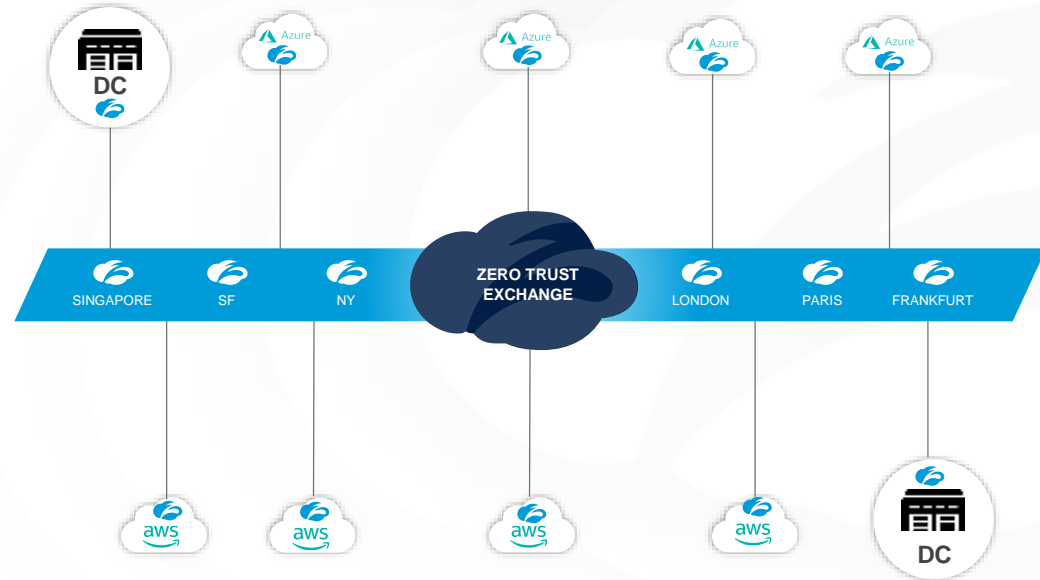 DC
Azure
Azure
Azure
Azure
SINGAPORE
SF
NY
ZERO TRUST
EXCHANGE
LONDON
PARIS
FRANKFURT
aws
aws
aws
aws
DC